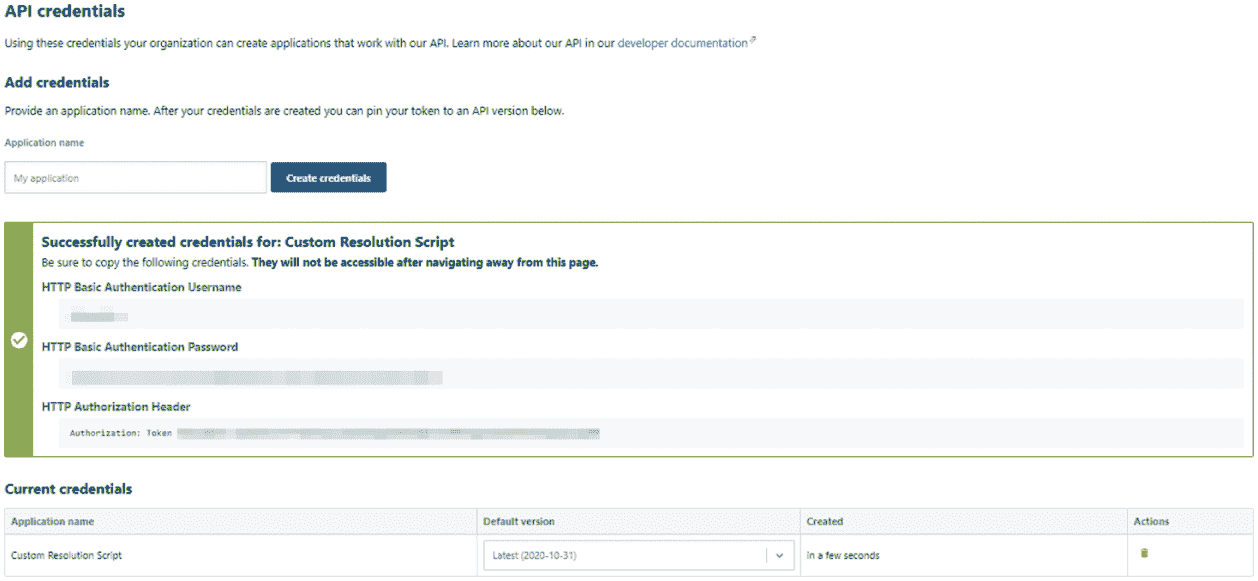 API credentials
Using these credentials your organization can create applications that work with our API. Learn more about our API in our developer documentation
Add credentials
Provide an application name. After your credentials are created you can pin your token to an API version below.
Application name
My application
Create credentials
Successfully created credentials for: Custom Resolution Script
Be sure to copy the following credentials. They will not be accessible after navigating away from this page.
HTTP Basic Authentication Username
HTTP Basic Authentication Password
HTTP Authorization Header
Authorization: Token
Current credentials
Application name Default version Created Actions
Custom Resolution Script Latest (2020-10-31) in a few seconds